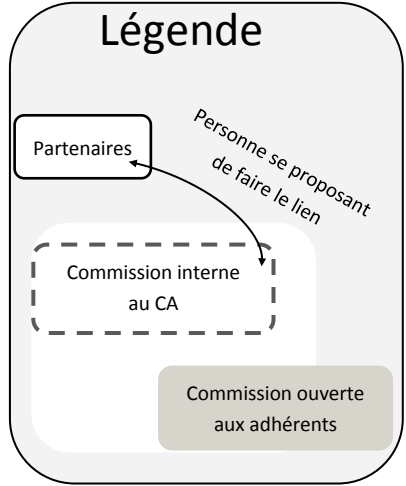 Légende
Partenaires
Personne se proposant
de faire le lien
Commission interne
au CA
Commission ouverte
aux adhérents